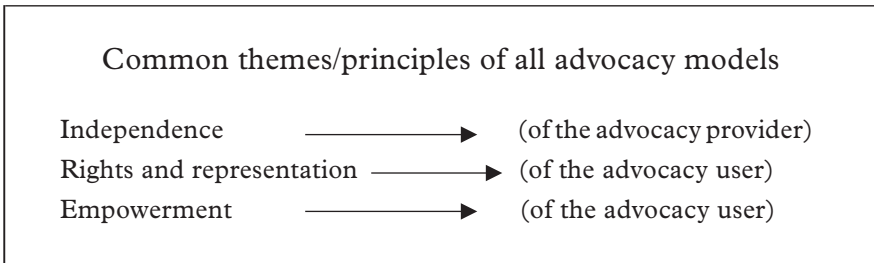 Common themes/principles of all advocacy models
Independence (of the advocacy provider)
Rights and representation (of the advocacy user)
Empowerment (of the advocacy user)